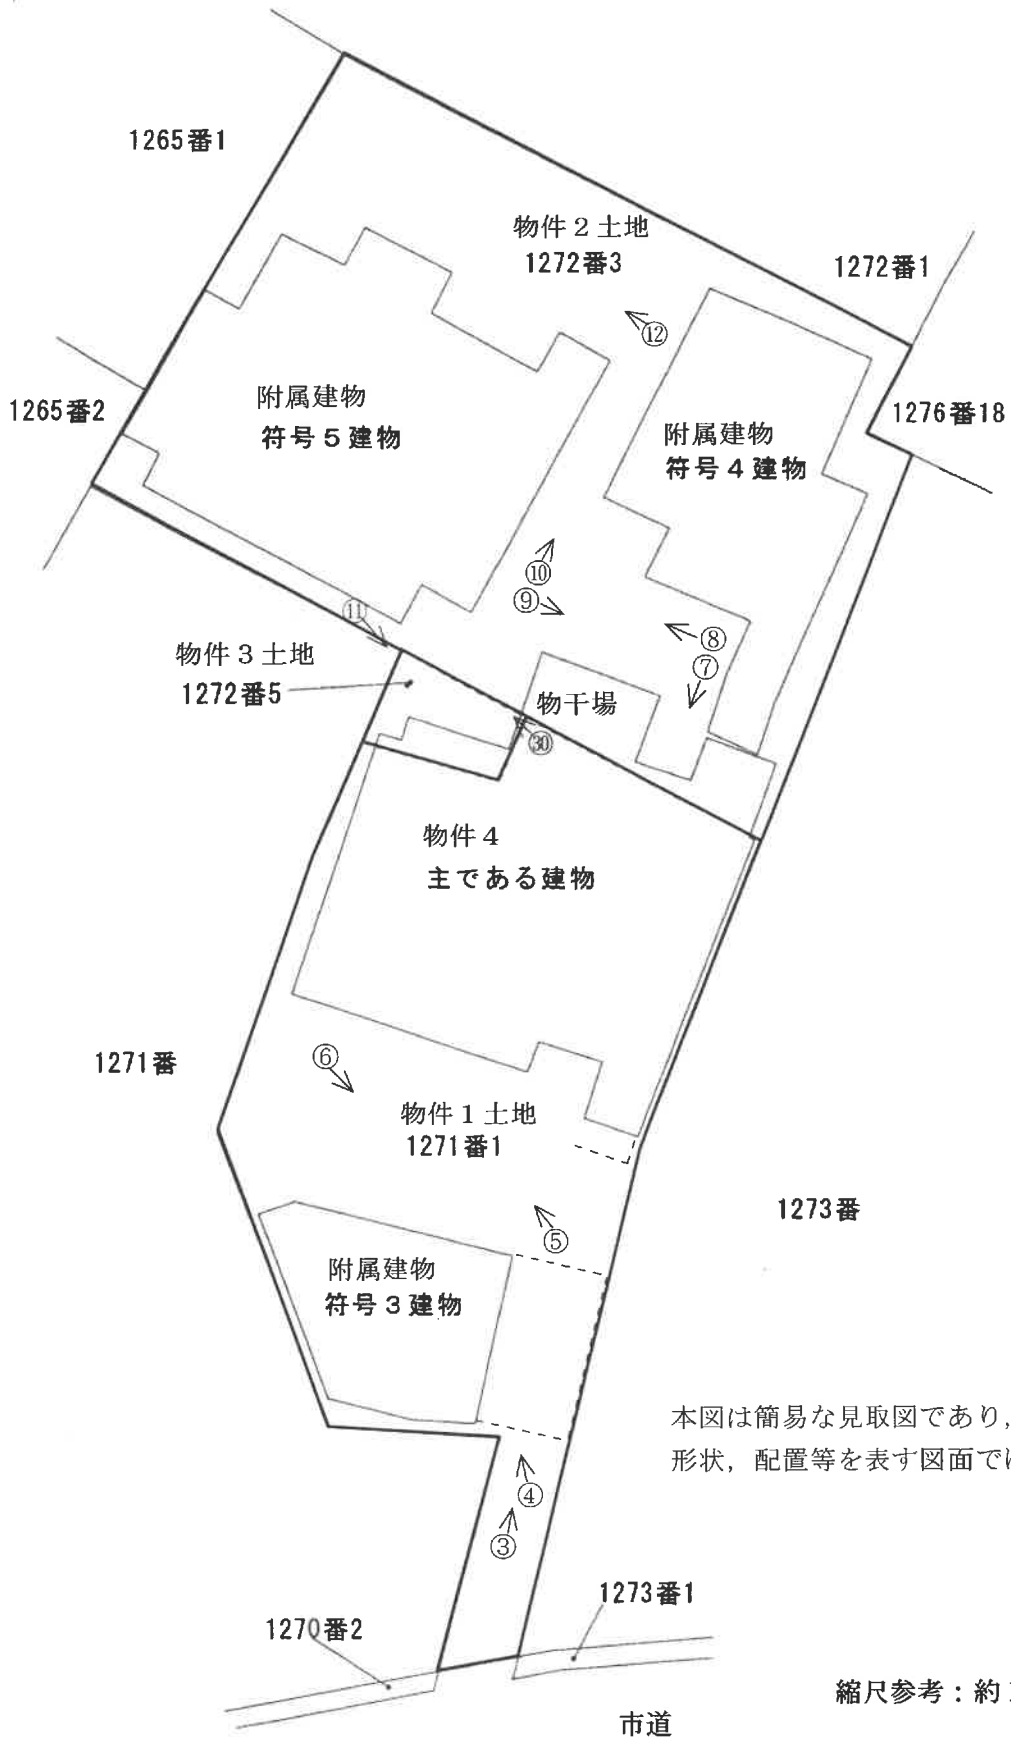 1265番1
物件2土地
1272番3
1272番1
⑫
1265番2
附属建物
符号5建物
1276番18
附属建物
符号4建物
⑩
⑨
⑪
⑧
⑦
物件3土地
1272番5
物干場
㉚
物件4
主である建物
1271番
⑥
物件1土地
1271番1
1273番
⑤
附属建物
符号3建物
本図は簡易な見取図であり,
形状,配置等を表す図面で
④
③
1273番1
1270番2
縮尺参考:約
市道